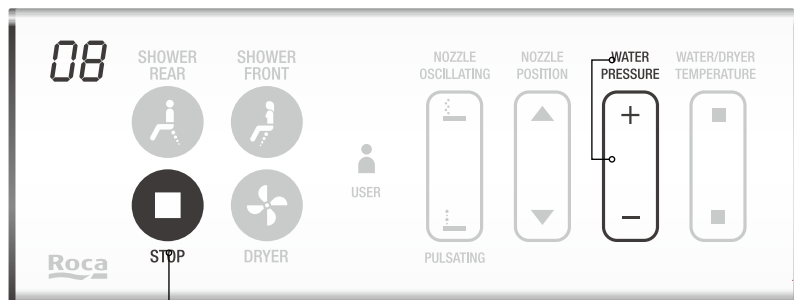 08
SHOWER
REAR
SHOWER
FRONT
NOZZLE
OSCILLATING
NOZZLE
POSITION
WATER
PRESSURE
WATER/DRYER
TEMPERATURE
+
−
USER
STOP
DRYER
PULSATING
Roca